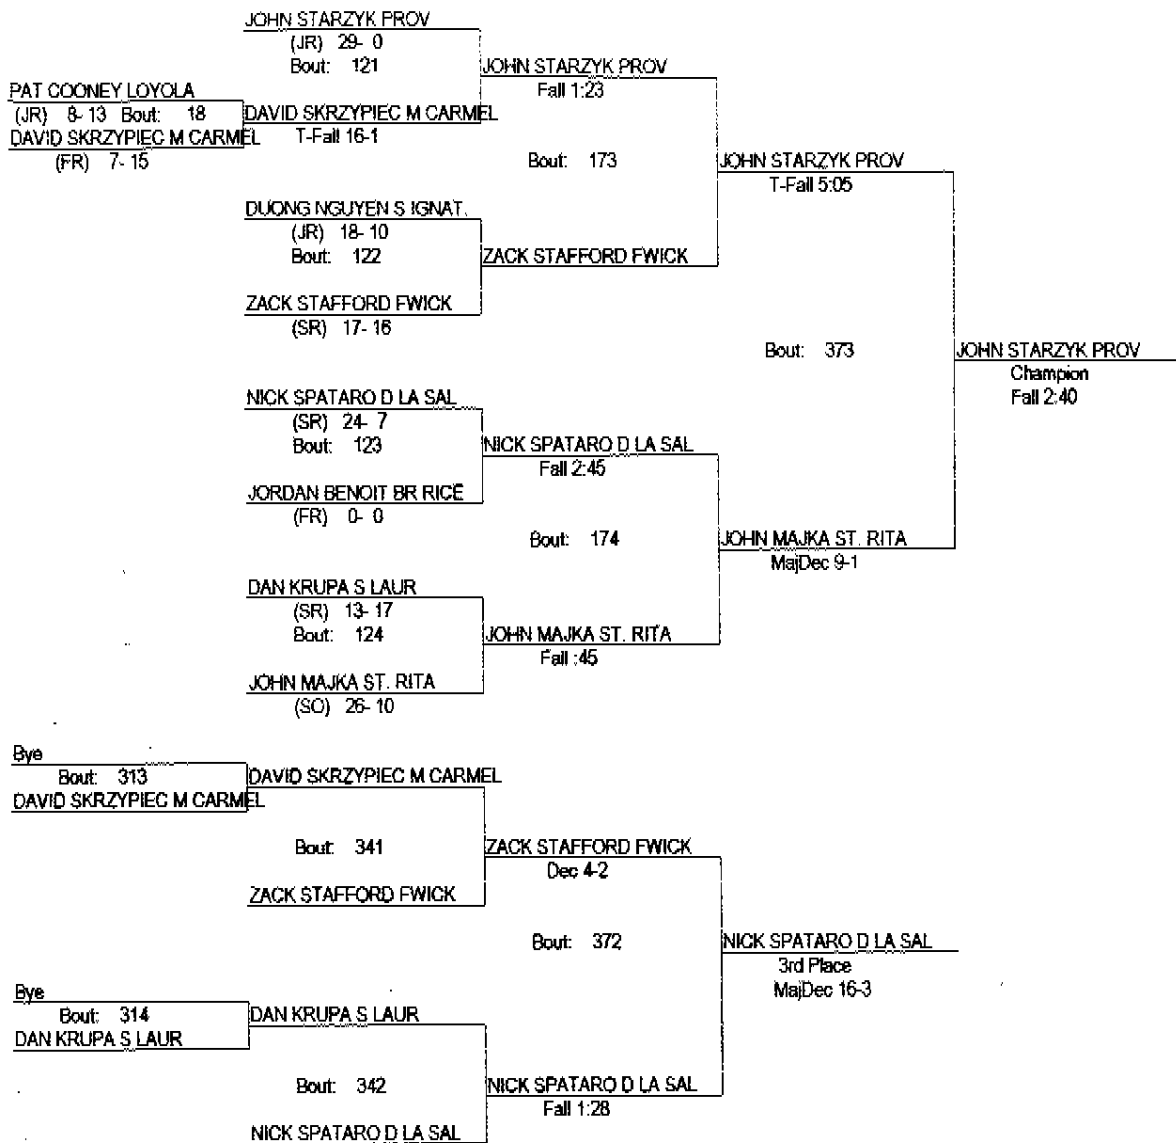 JOHN STARZYK PROV
(JR) 29- 0
Bout: 121
JOHN STARZYK PROV
Fall 1:23
PAT COONEY LOYOLA
(JR) 8- 13 Bout: 18
DAVID SKRZYPIEC M CARMEL
T-Fall 16-1
DAVID SKRZYPIEC M CARMEL
(FR) 7- 15
Bout: 173
JOHN STARZYK PROV
T-Fall 5:05
DUONG NGUYEN S IGNAT.
(JR) 18- 10
Bout: 122
ZACK STAFFORD FWICK
ZACK STAFFORD FWICK
(SR) 17- 16
Bout: 373
JOHN STARZYK PROV
Champion
Fall 2:40
NICK SPATARO D LA SAL
(SR) 24- 7
Bout: 123
NICK SPATARO D LA SAL
Fall 2:45
JORDAN BENOIT BR RICE
(FR) 0- 0
Bout: 174
JOHN MAJKA ST. RITA
MajDec 9-1
DAN KRUPA S LAUR
(SR) 13- 17
Bout: 124
JOHN MAJKA ST. RITA
Fall :45
JOHN MAJKA ST. RITA
(SO) 26- 10
Bye
Bout: 313
DAVID SKRZYPIEC M CARMEL
DAVID SKRZYPIEC M CARMEL
Bout: 341
ZACK STAFFORD FWICK
Dec 4-2
ZACK STAFFORD FWICK
Bout: 372
NICK SPATARO D LA SAL
3rd Place
MajDec 16-3
Bye
Bout: 314
DAN KRUPA S LAUR
DAN KRUPA S LAUR
Bout: 342
NICK SPATARO D LA SAL
Fall 1:28
NICK SPATARO D LA SAL